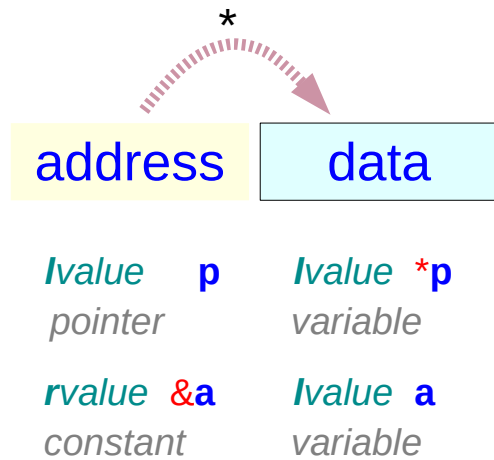 *
address data
lvalue p lvalue *p
pointer variable
rvalue &a lvalue a
constant variable